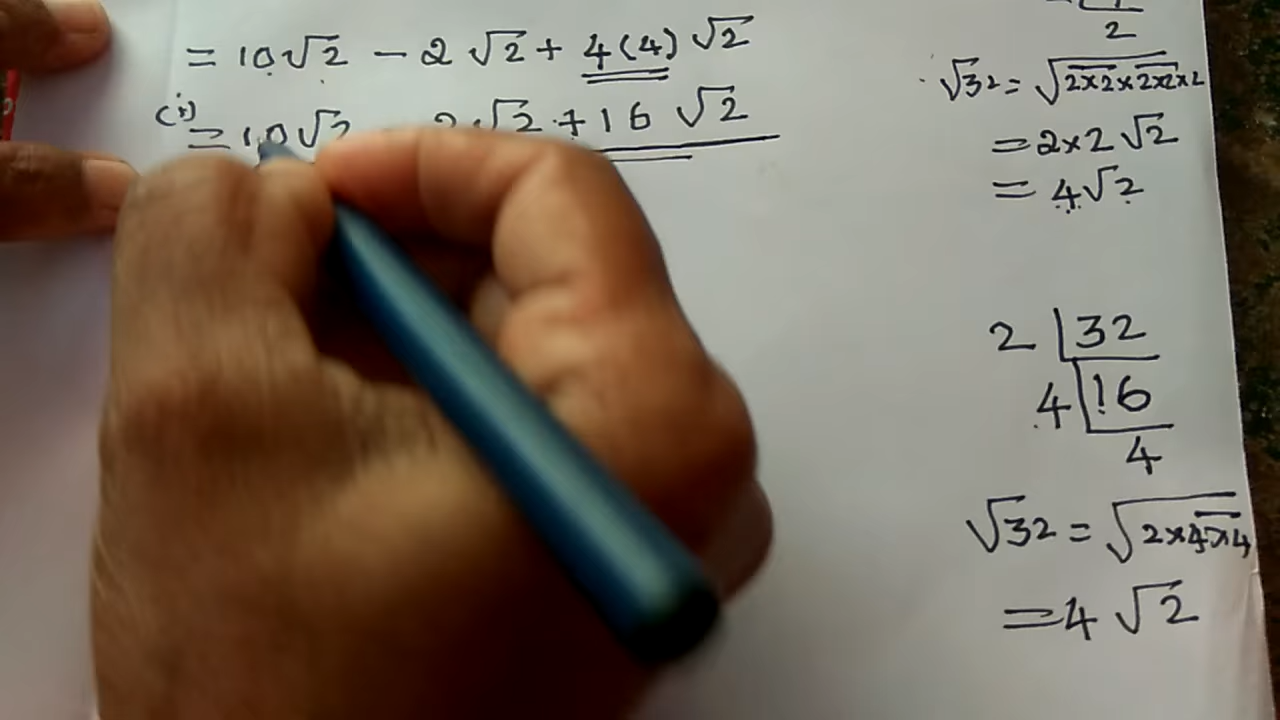 = 10√2 − 2√2 + 4(4)√2
(i)
= 10√2 − 2√2 + 16√2
2
√32 = √2×2×2×2×2
= 2×2√2
= 4√2
2 | 32
4 | 16
4
√32 = √2×4×4
= 4√2